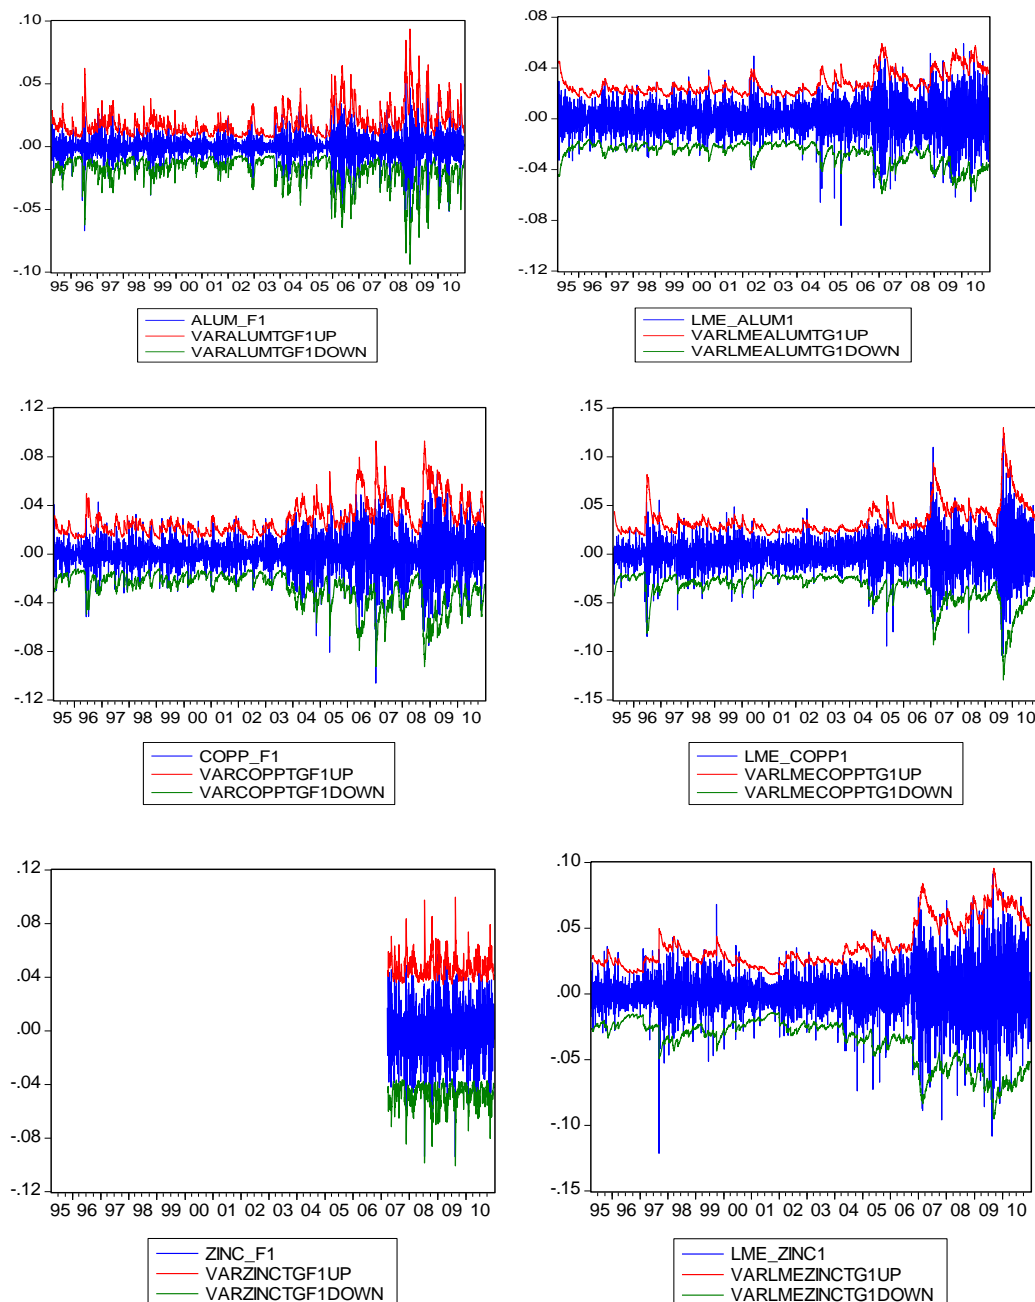 .10
.05
.00
-.05
-.10
95 96 97 98 99 00 01 02 03 04 05 06 07 08 09 10
ALUM_F1
VARALUMTGF1UP
VARALUMTGF1DOWN
.08
.04
.00
-.04
-.08
-.12
95 96 97 98 99 00 01 02 03 04 05 06 07 08 09 10
LME_ALUM1
VARLMEALUMTG1UP
VARLMEALUMTG1DOWN
.12
.08
.04
.00
-.04
-.08
-.12
95 96 97 98 99 00 01 02 03 04 05 06 07 08 09 10
COPP_F1
VARCOPPTGF1UP
VARCOPPTGF1DOWN
.15
.10
.05
.00
-.05
-.10
-.15
95 96 97 98 99 00 01 02 03 04 05 06 07 08 09 10
LME_COPP1
VARLMECOPPTG1UP
VARLMECOPPTG1DOWN
.12
.08
.04
.00
-.04
-.08
-.12
95 96 97 98 99 00 01 02 03 04 05 06 07 08 09 10
ZINC_F1
VARZINCTGF1UP
VARZINCTGF1DOWN
.10
.05
.00
-.05
-.10
-.15
95 96 97 98 99 00 01 02 03 04 05 06 07 08 09 10
LME_ZINC1
VARLMEZINCTG1UP
VARLMEZINCTG1DOWN